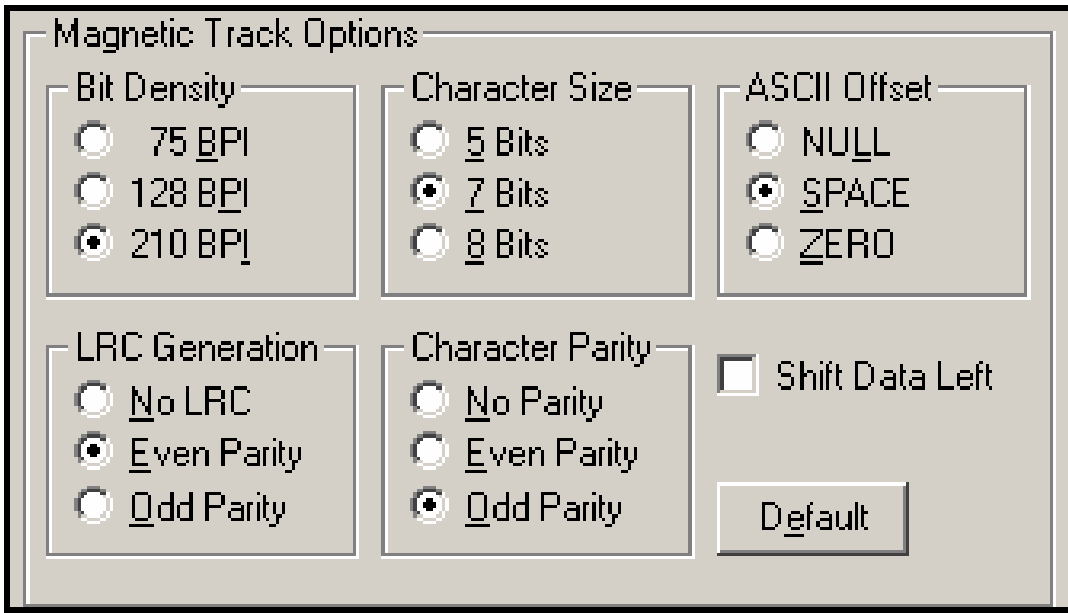 Magnetic Track Options
Bit Density
75 BPI
128 BPI
210 BPI
Character Size
5 Bits
7 Bits
8 Bits
ASCII Offset
NULL
SPACE
ZERO
LRC Generation
No LRC
Even Parity
Odd Parity
Character Parity
No Parity
Even Parity
Odd Parity
Shift Data Left
Default